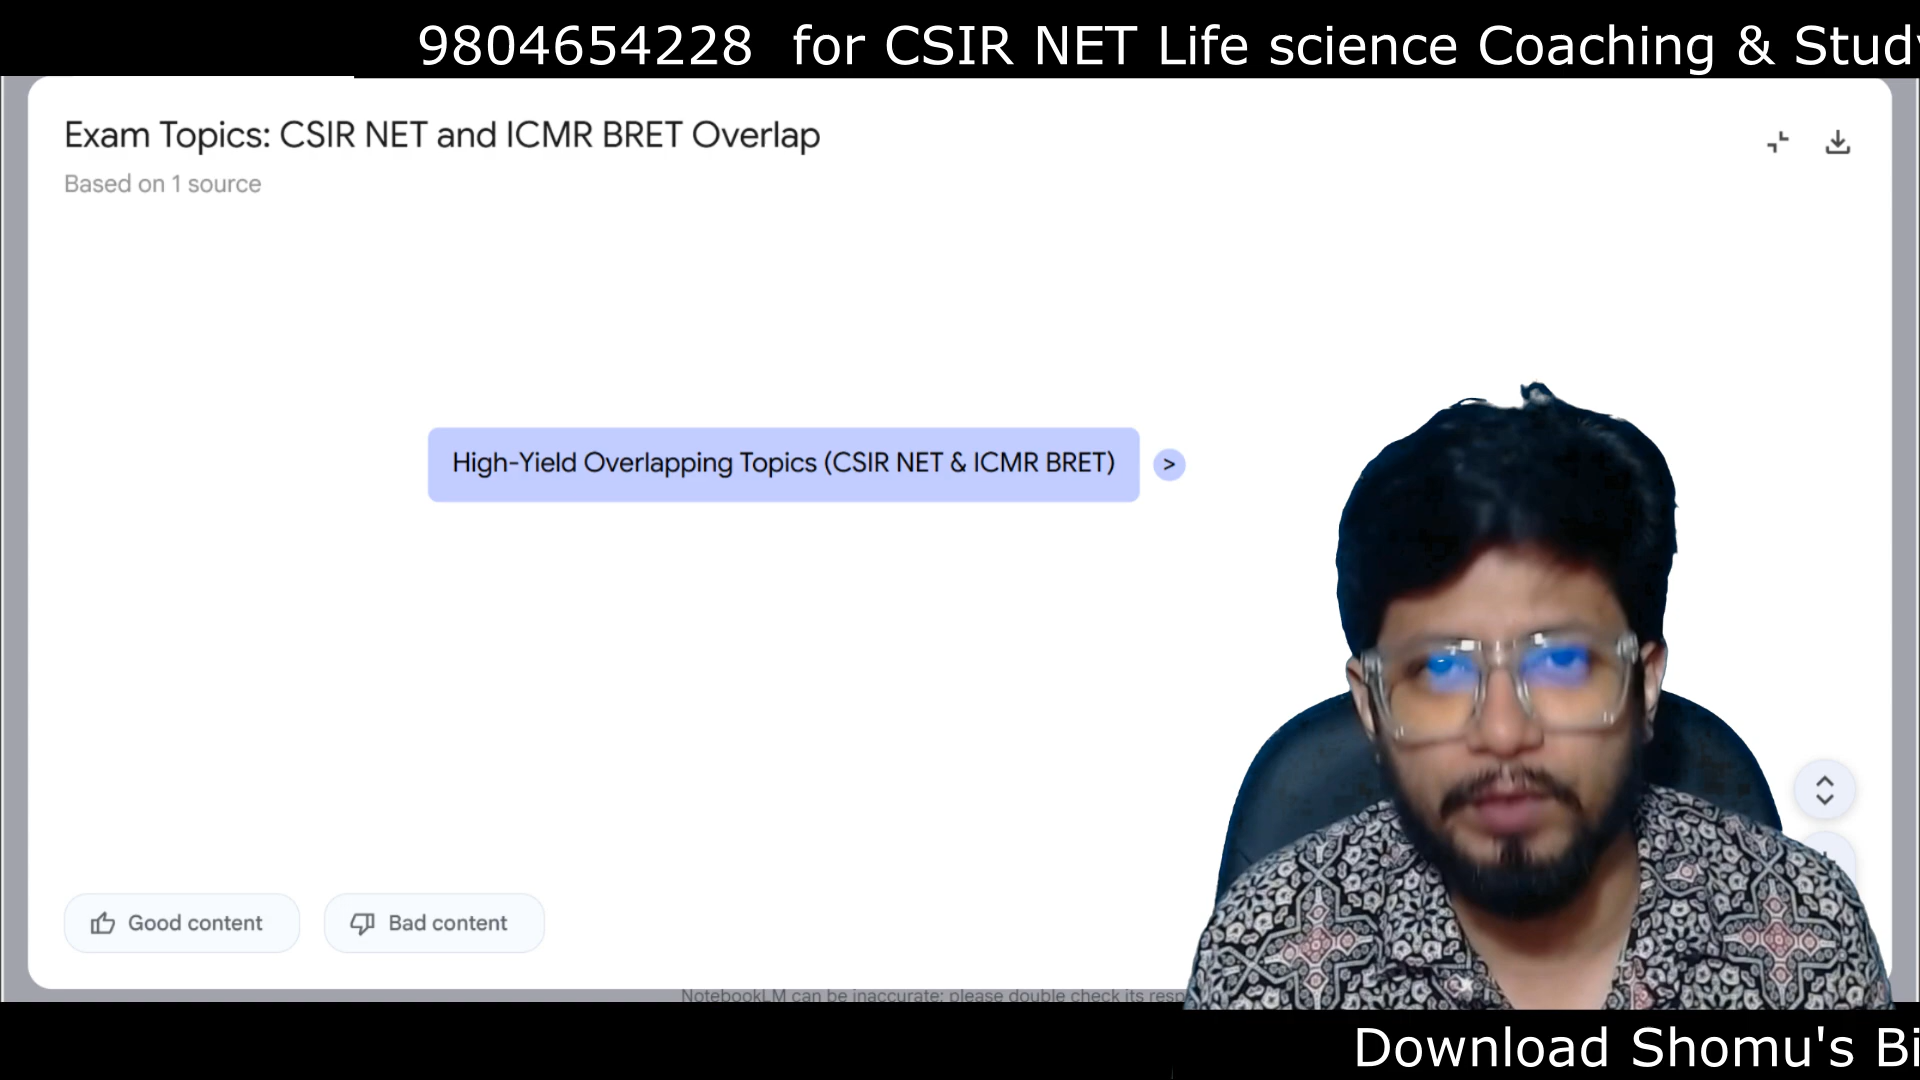 9804654228 for CSIR NET Life science Coaching & Study
Exam Topics: CSIR NET and ICMR BRET Overlap
Based on 1 source
High-Yield Overlapping Topics (CSIR NET & ICMR BRET) >
Good content
Bad content
NotebookLM can be inaccurate; please double check its resp
Download Shomu's Bi